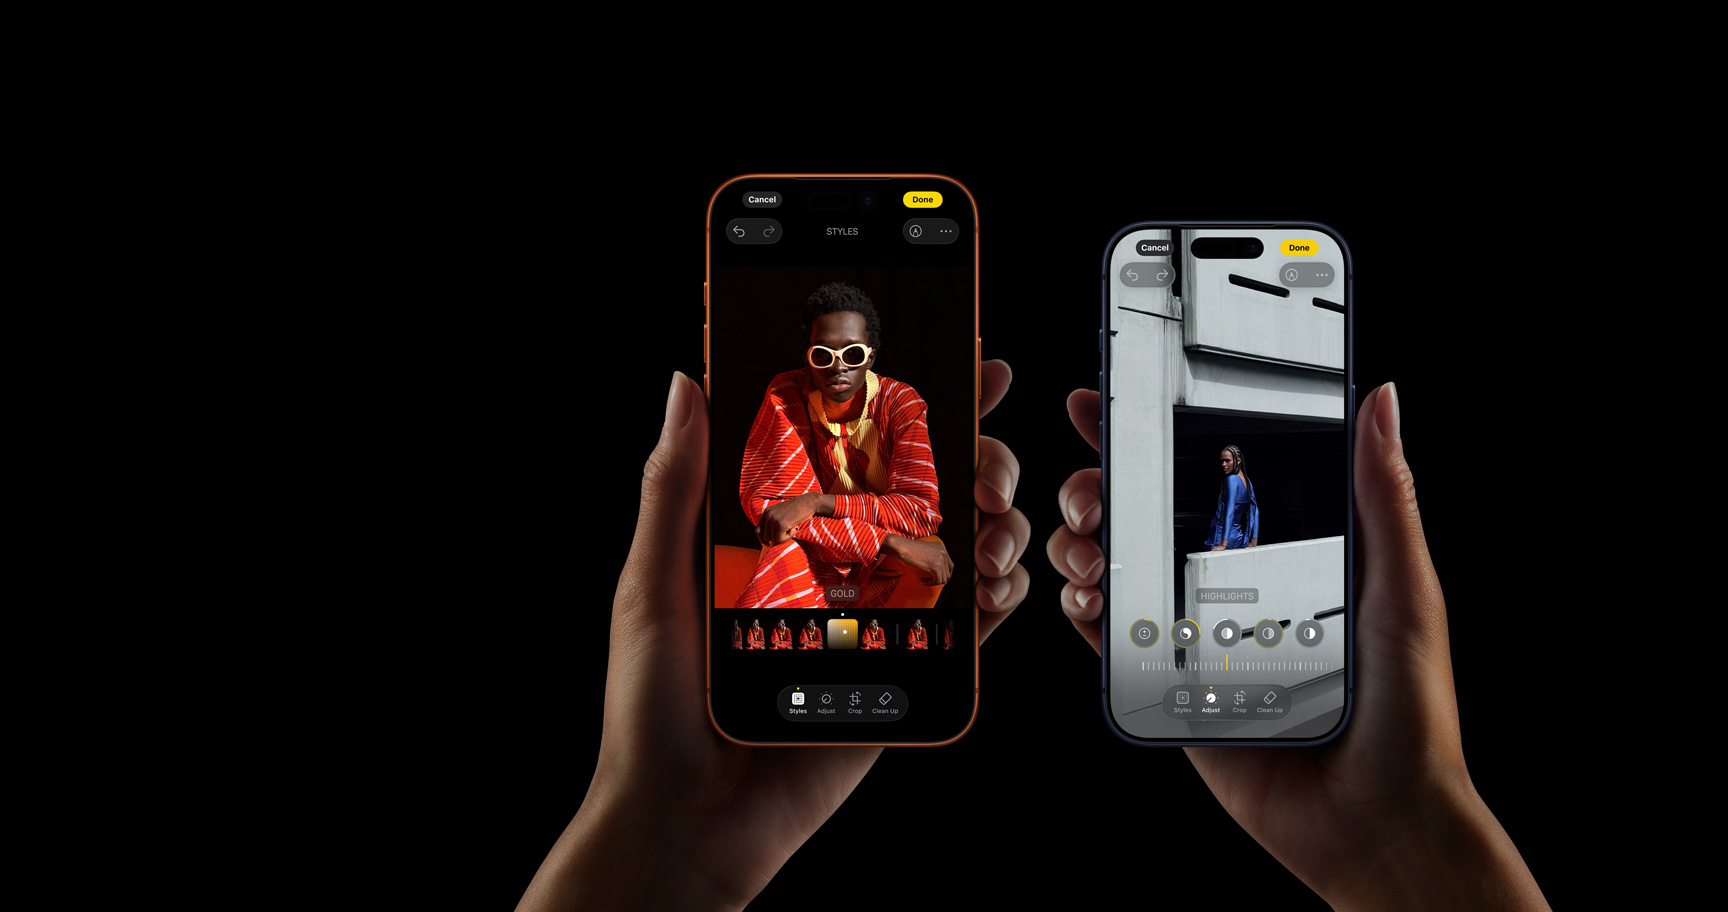 Cancel
Done
STYLES
GOLD
Styles
Adjust
Crop
Clean Up
Cancel
Done
HIGHLIGHTS
Styles
Adjust
Crop
Clean Up